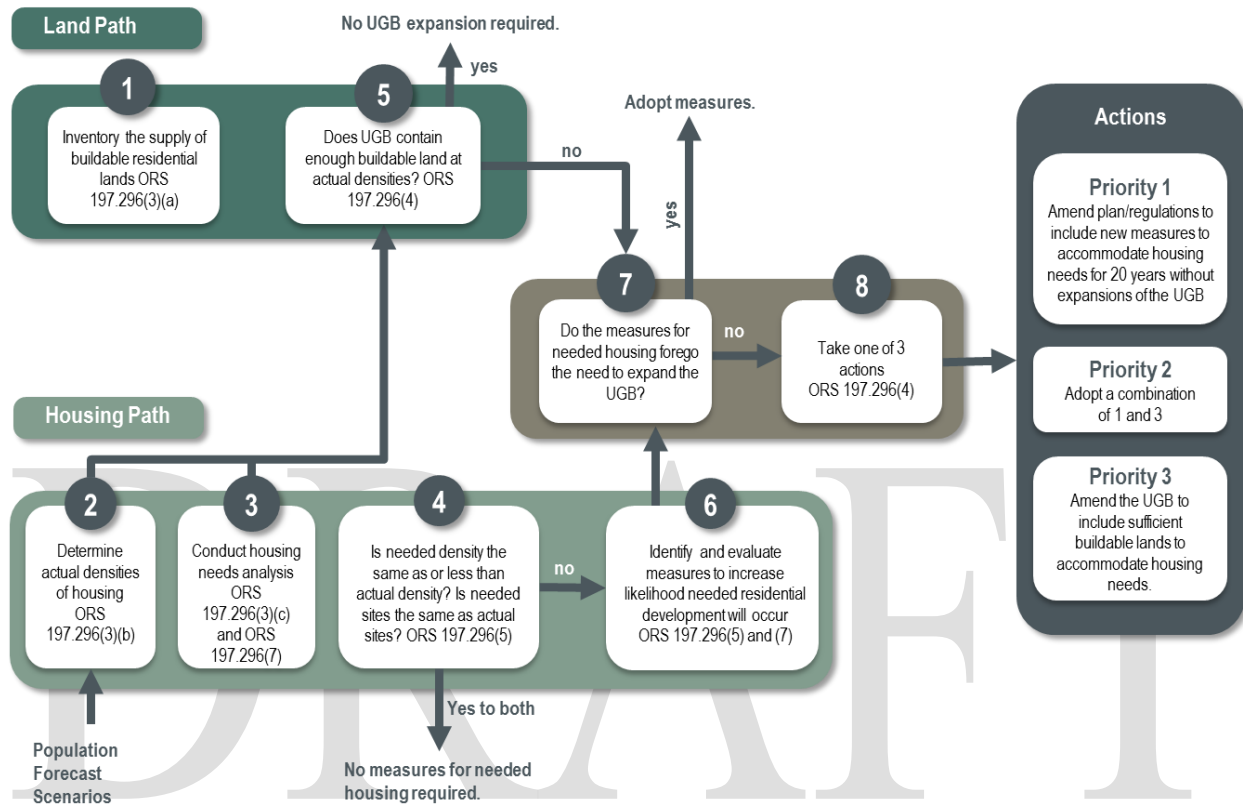 Land Path
No UGB expansion required.
yes
1
Inventory the supply of
buildable residential
lands ORS
197.296(3)(a)
5
Does UGB contain
enough buildable land at
actual densities? ORS
197.296(4)
no
Adopt measures.
yes
7
Do the measures for
needed housing forego
the need to expand the
UGB?
no
8
Take one of 3
actions
ORS 197.296(4)
Actions
Priority 1
Amend plan/regulations to
include new measures to
accommodate housing
needs for 20 years without
expansions of the UGB
Priority 2
Adopt a combination
of 1 and 3
Priority 3
Amend the UGB to
include sufficient
buildable lands to
accommodate housing
needs.
Housing Path
2
Determine
actual densities
of housing
ORS
197.296(3)(b)
3
Conduct housing
needs analysis
ORS
197.296(3)(c)
and ORS
197.296(7)
4
Is needed density the
same as or less than
actual density? Is needed
sites the same as actual
sites? ORS 197.296(5)
no
6
Identify and evaluate
measures to increase
likelihood needed residential
development will occur
ORS 197.296(5) and (7)
Yes to both
No measures for needed
housing required.
Population
Forecast
Scenarios
DRAFT